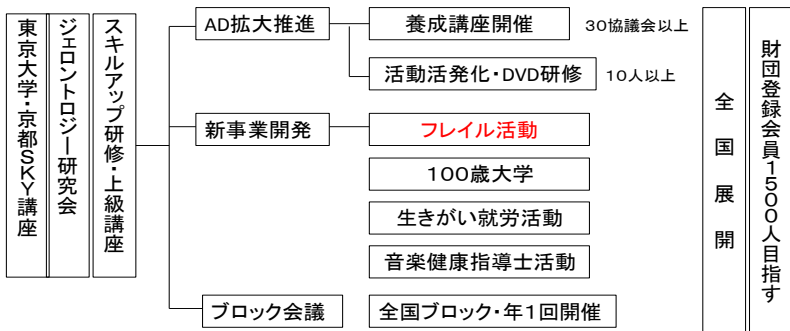 東京大学・京都SKY講座
ジェロントロジー研究会
スキルアップ研修・上級講座
AD拡大推進
養成講座開催
30協議会以上
活動活発化・DVD研修
10人以上
新事業開発
フレイル活動
100歳大学
生きがい就労活動
音楽健康指導士活動
ブロック会議
全国ブロック・年1回開催
全国展開
財団登録会員1500人目指す